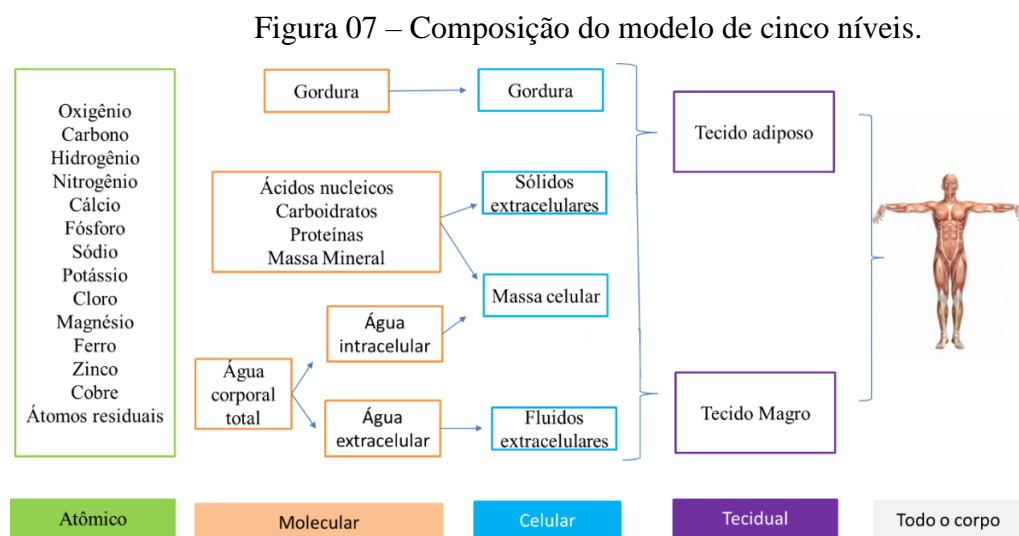 Figura 07 – Composição do modelo de cinco níveis.
Oxigênio
Carbono
Hidrogênio
Nitrogênio
Cálcio
Fósforo
Sódio
Potássio
Cloro
Magnésio
Ferro
Zinco
Cobre
Átomos residuais
Gordura
Ácidos nucleicos
Carboidratos
Proteínas
Massa Mineral
Água
intracelular
Água
corporal
total
Água
extracelular
Gordura
Sólidos
extracelulares
Massa celular
Fluidos
extracelulares
Tecido adiposo
Tecido Magro
Atômico
Molecular
Celular
Tecidual
Todo o corpo